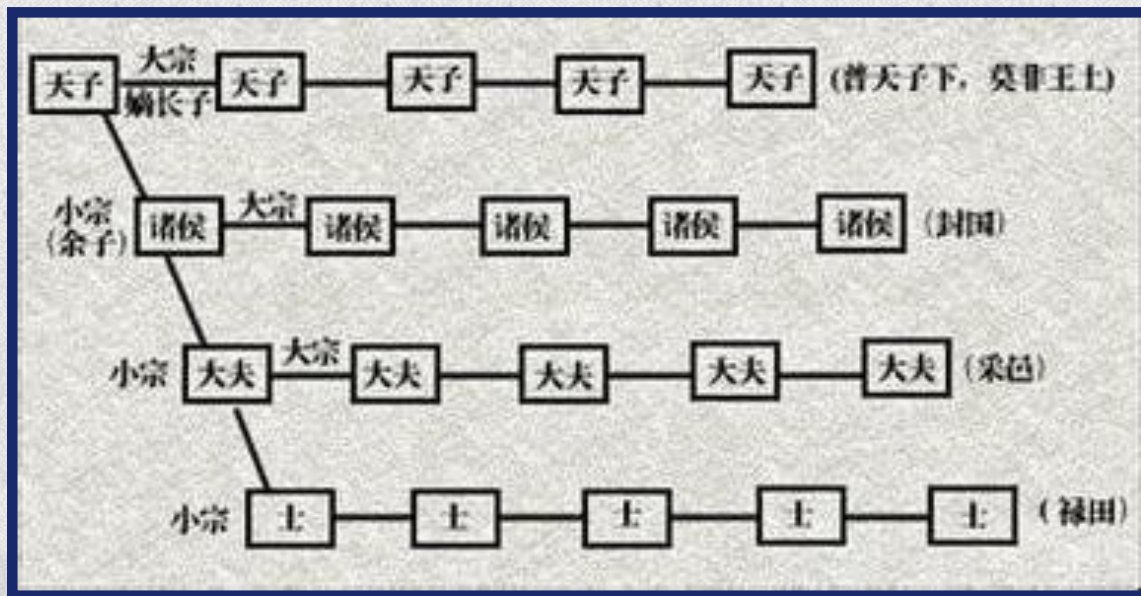 大宗
天子 天子 天子 天子 天子 (普天子下，莫非王土)
嫡长子
小宗 大宗
(余子) 诸侯 诸侯 诸侯 诸侯 诸侯 (封国)
大宗
小宗 大夫 大夫 大夫 大夫 大夫 (采邑)
小宗 士 士 士 士 士 (禄田)